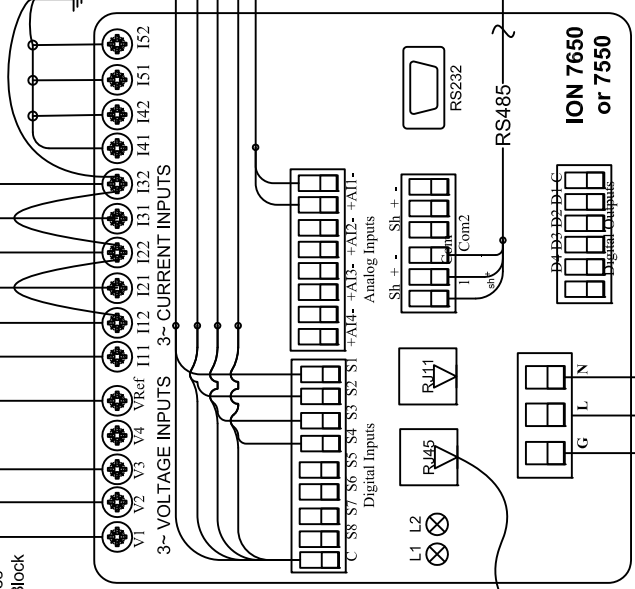 I52
I51
I42
I41
I32
I31
I22
I21
I12
I11
VRef
V4
V3
V2
V1
3~ CURRENT INPUTS
3~ VOLTAGE INPUTS
+AI1-
+AI2-
+AI3-
+AI4-
Analog Inputs
S1
S2
S3
S4
S5
S6
S7
S8
C
Digital Inputs
RS232
RS485
ION 7650
or 7550
Sh + -
Com2
Sh + -
Com
1
sh+
D4 D3 D2 D1 C
Digital Outputs
RJ11
RJ45
N
L
G
L2
L1
Block